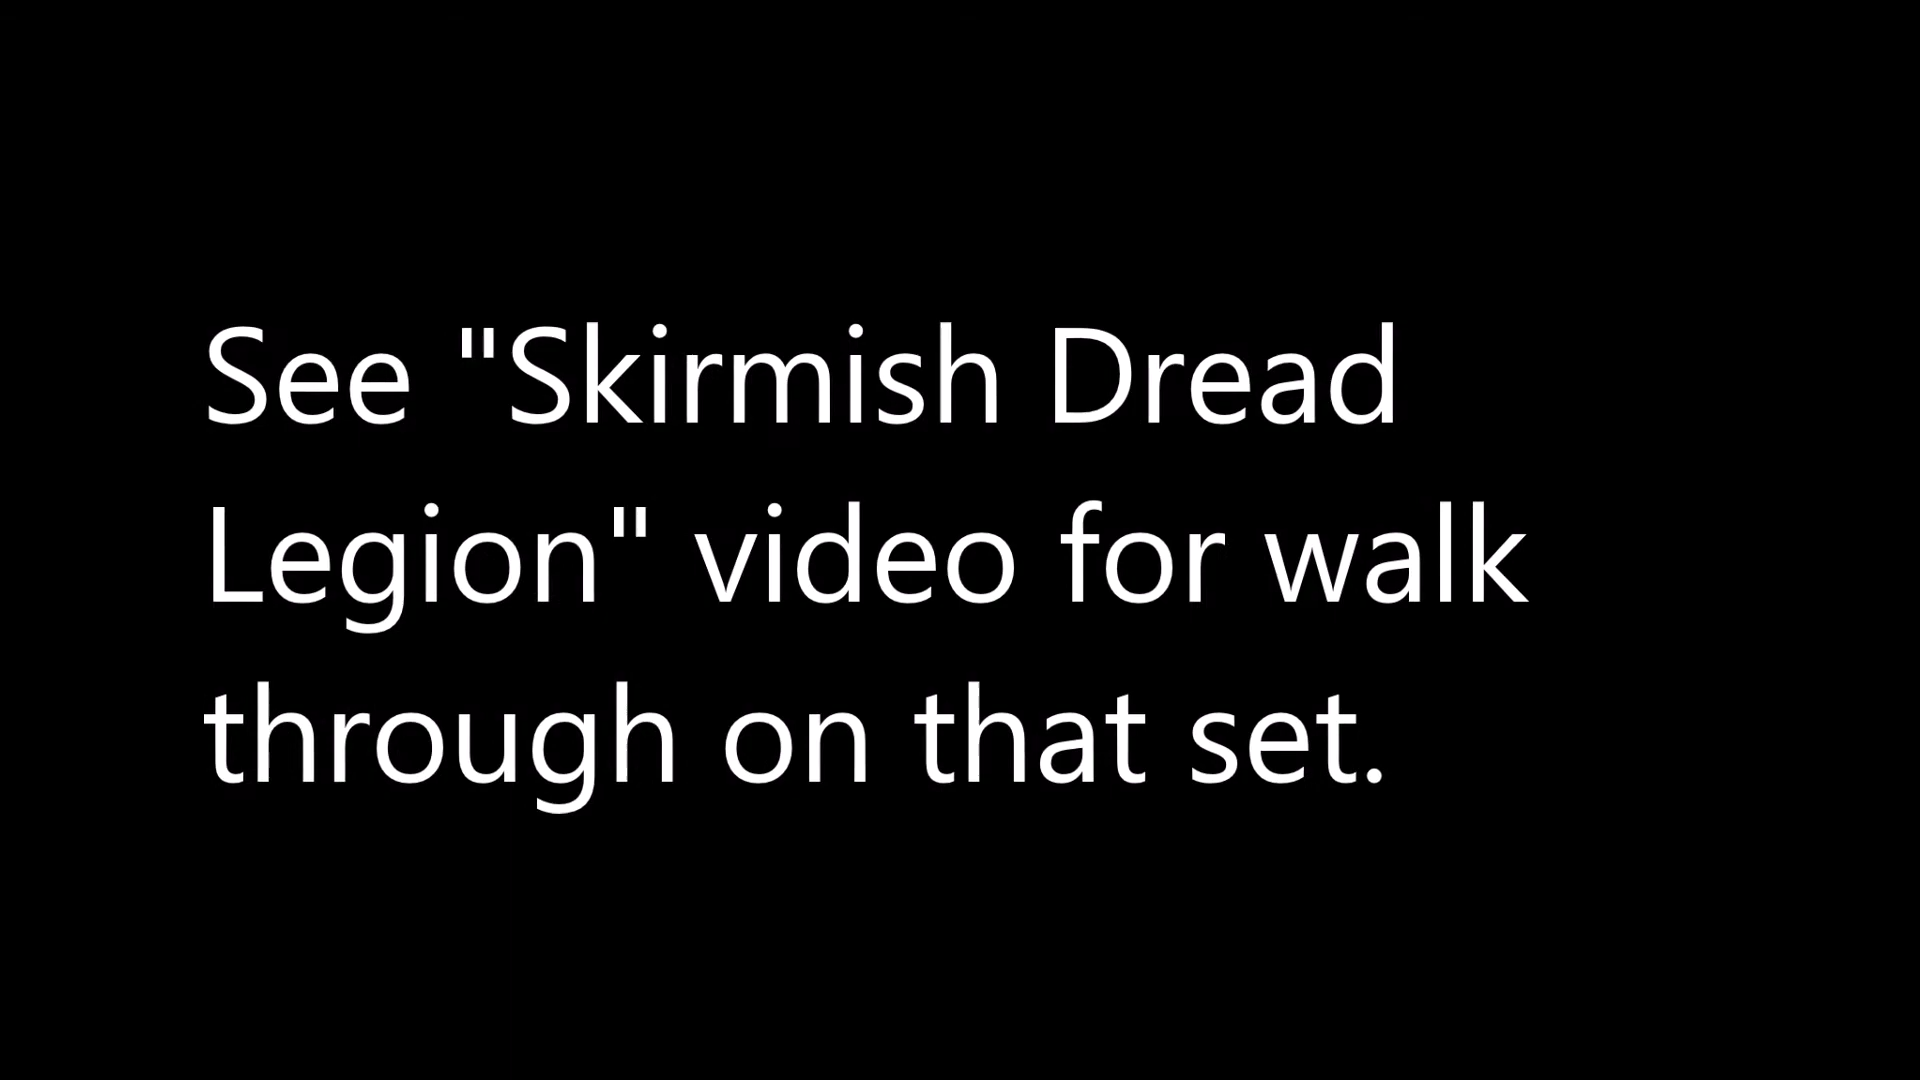 See "Skirmish Dread
Legion" video for walk
through on that set.